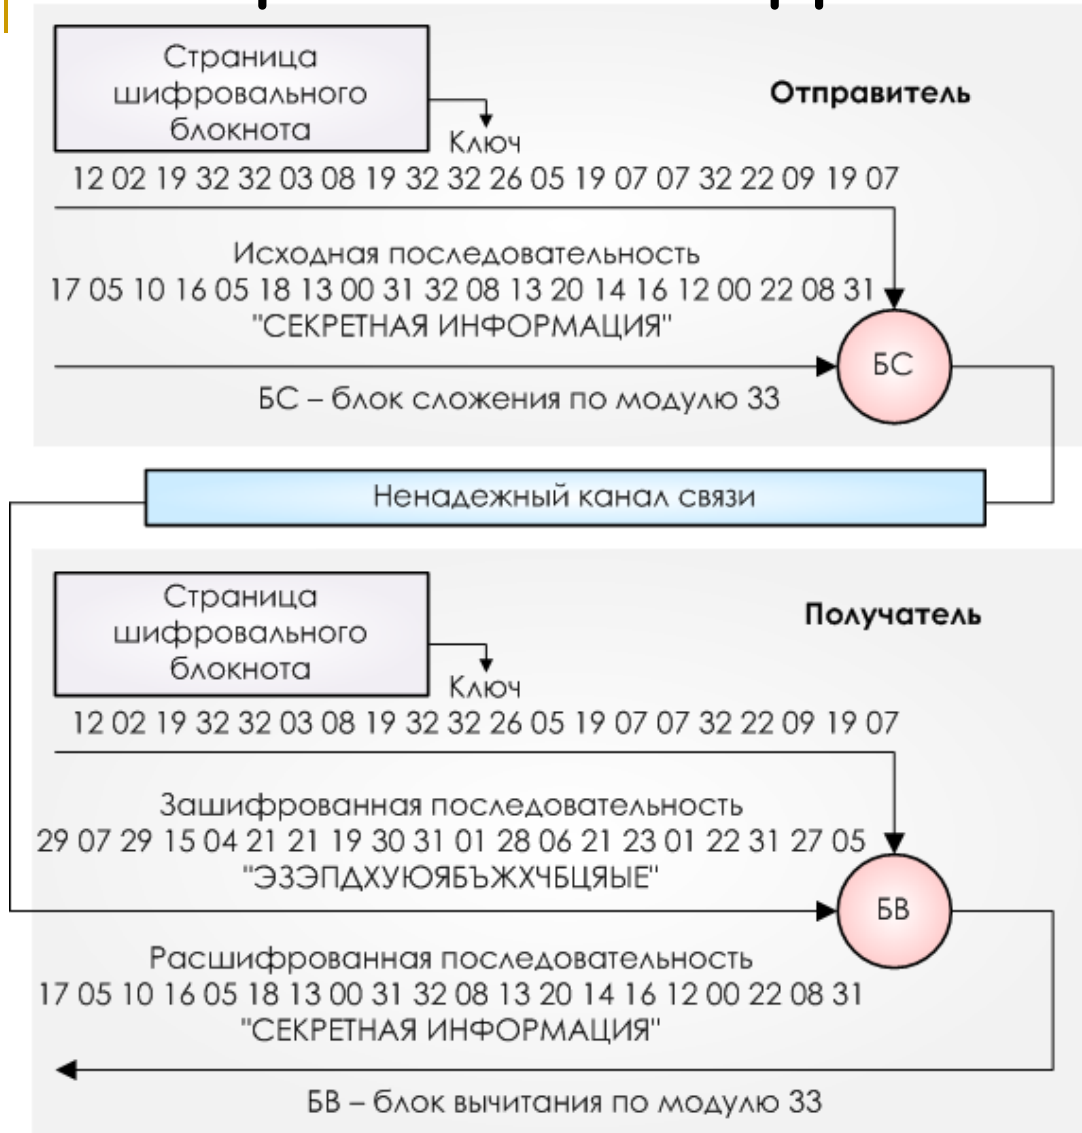 Страница
шифровального
блокнота
Отправитель
Ключ
12 02 19 32 32 03 08 19 32 32 26 05 19 07 07 32 22 09 19 07
Исходная последовательность
17 05 10 16 05 18 13 00 31 32 08 13 20 14 16 12 00 22 08 31
"СЕКРЕТНАЯ ИНФОРМАЦИЯ"
БС
БС – блок сложения по модулю 33
Ненадежный канал связи
Страница
шифровального
блокнота
Получатель
Ключ
12 02 19 32 32 03 08 19 32 32 26 05 19 07 07 32 22 09 19 07
Зашифрованная последовательность
29 07 29 15 04 21 21 19 30 31 01 28 06 21 23 01 22 31 27 05
"ЭЗЭПДХУЮЯБЪЖХЧБЦЯЫЕ"
БВ
Расшифрованная последовательность
17 05 10 16 05 18 13 00 31 32 08 13 20 14 16 12 00 22 08 31
"СЕКРЕТНАЯ ИНФОРМАЦИЯ"
БВ – блок вычитания по модулю 33